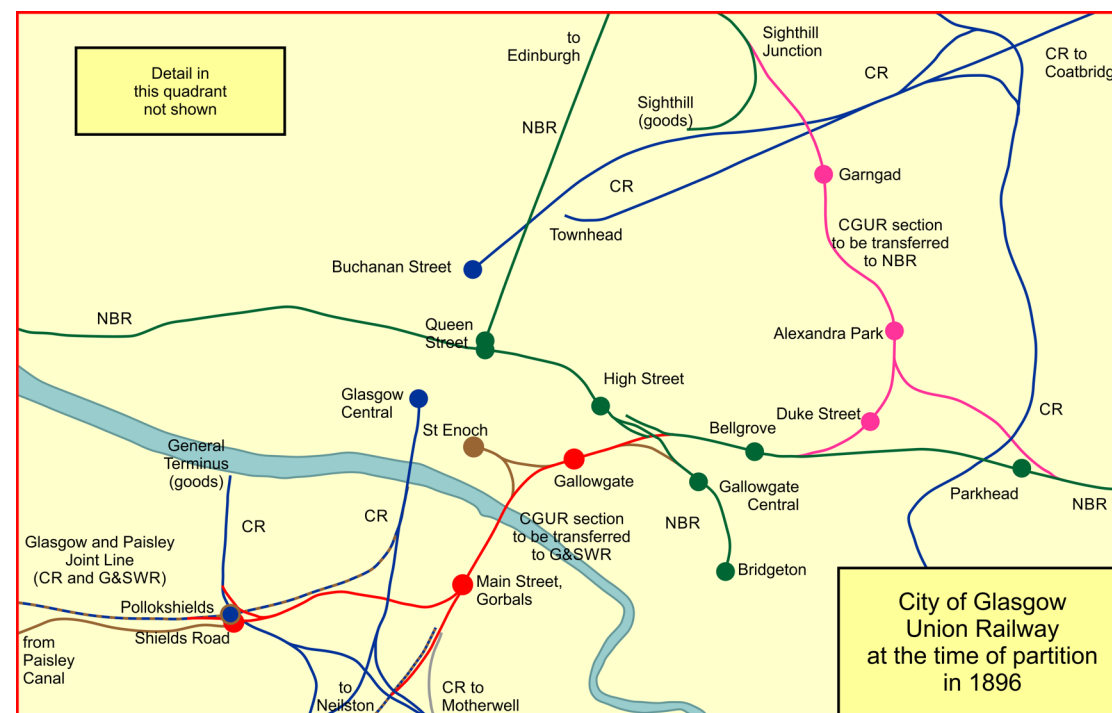 to
Edinburgh
Sighthill
Junction
CR
CR to
Coatbridg
Detail in
this quadrant
not shown
Sighthill
(goods)
NBR
Garngad
CR
Townhead
CGUR section
to be transferred
to NBR
Buchanan Street
NBR
Queen
Street
Alexandra Park
High Street
Glasgow
Central
Duke Street
CR
Bellgrove
St Enoch
General
Terminus
(goods)
Gallowgate
Gallowgate
Central
Parkhead
NBR
CR
CR
CGUR section
to be transferred
to G&SWR
NBR
Glasgow and Paisley
Joint Line
(CR and G&SWR)
Bridgeton
Main Street,
Gorbals
Pollokshields
Shields Road
from
Paisley
Canal
to
Neilston
CR to
Motherwell
City of Glasgow
Union Railway
at the time of partition
in 1896